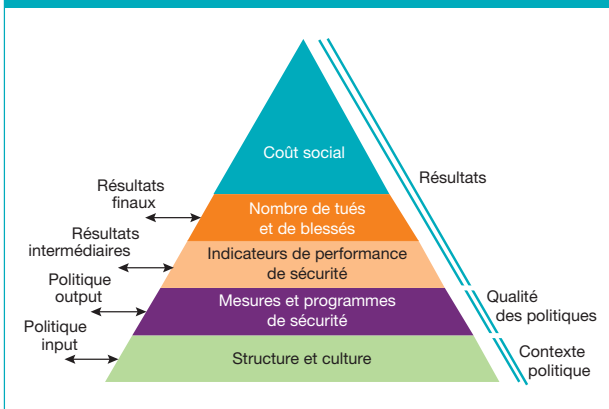 Coût social
Résultats
Résultats
finaux
Nombre de tués
et de blessés
Résultats
intermédiaires
Indicateurs de performance
de sécurité
Politique
output
Mesures et programmes
de sécurité
Qualité
des politiques
Politique
input
Structure et culture
Contexte
politique